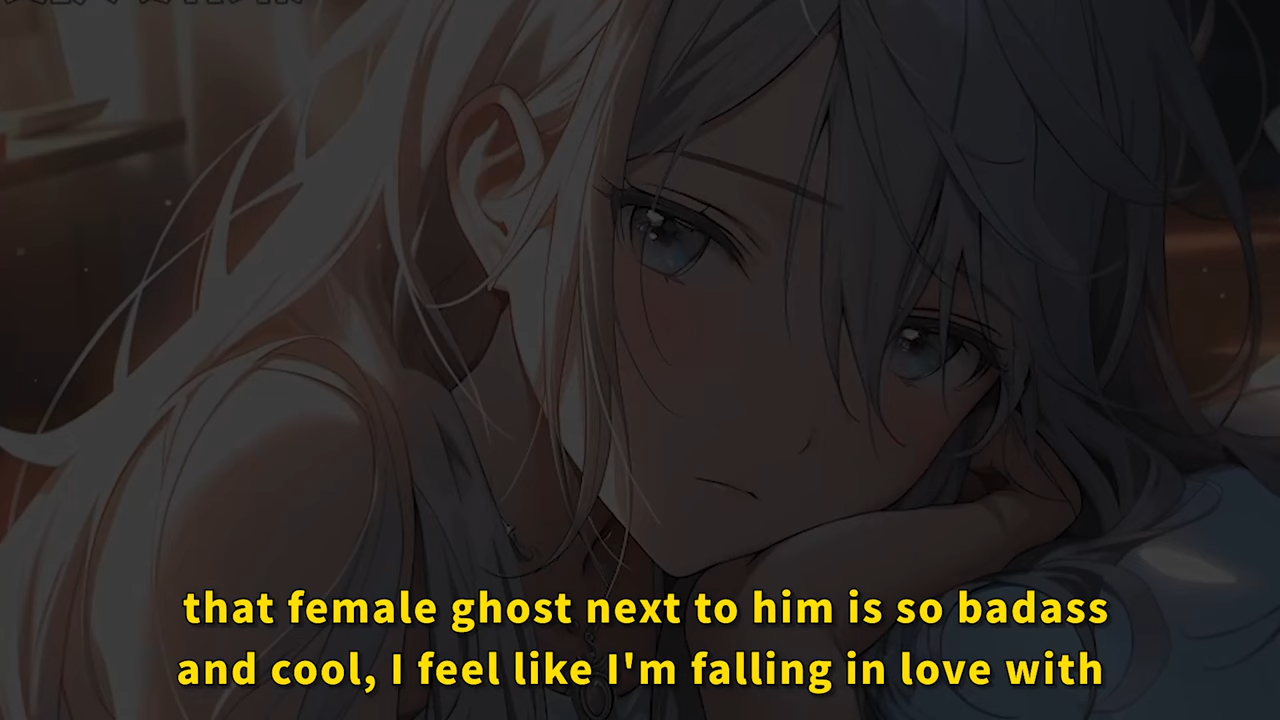 that female ghost next to him is so badass
and cool, I feel like I'm falling in love with